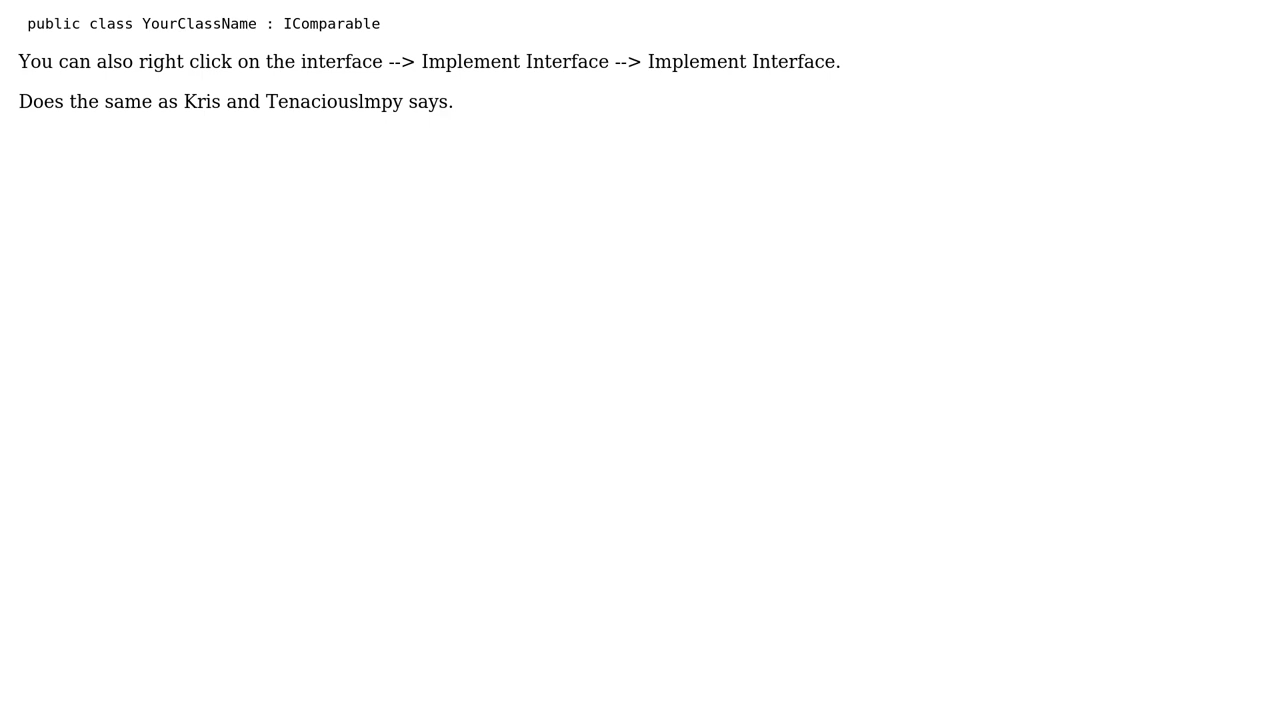 public class YourClassName : IComparable
You can also right click on the interface --> Implement Interface --> Implement Interface.
Does the same as Kris and Tenaciouslmpy says.